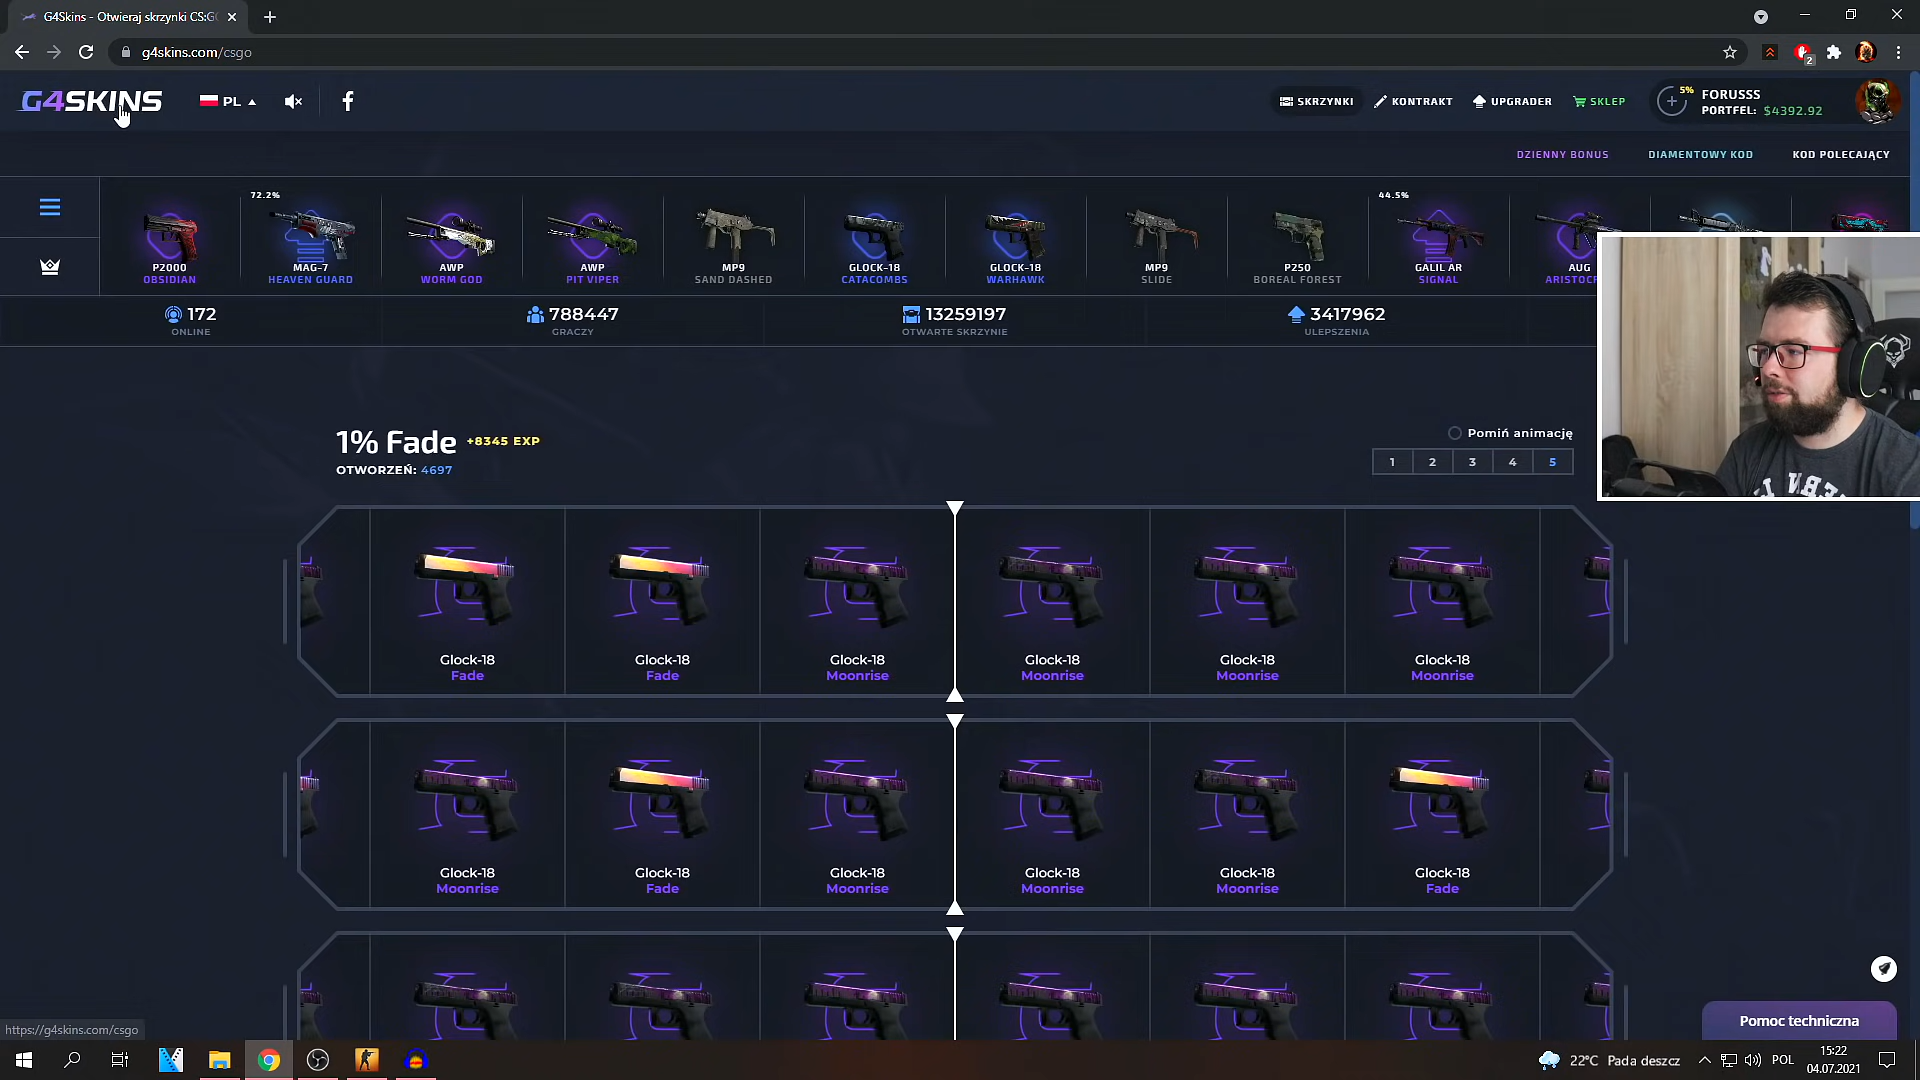 G4Skins - Otwieraj skrzynki CS:GO
g4skins.com/csgo
2
G4SKINS
PL
SKRZYNKI
KONTRAKT
UPGRADER
SKLEP
5%
FORUSSS
PORTFEL: $4392.92
DZIENNY BONUS
DIAMENTOWY KOD
KOD POLECAJĄCY
72.2%
44.5%
P2000
OBSIDIAN
MAG-7
HEAVEN GUARD
AWP
WORM GOD
AWP
PIT VIPER
MP9
SAND DASHED
GLOCK-18
CATACOMBS
GLOCK-18
WARHAWK
MP9
SLIDE
P250
BOREAL FOREST
GALIL AR
SIGNAL
AUG
172
ONLINE
788447
GRACZY
13259197
OTWARTE SKRZYNIE
3417962
ULEPSZENIA
1% Fade +8345 EXP
OTWORZEŃ: 4697
Pomiń animację
1 2 3 4 5
Glock-18
Fade
Glock-18
Fade
Glock-18
Moonrise
Glock-18
Moonrise
Glock-18
Moonrise
Glock-18
Moonrise
Glock-18
Moonrise
Glock-18
Fade
Glock-18
Moonrise
Glock-18
Moonrise
Glock-18
Moonrise
Glock-18
Fade
https://g4skins.com/csgo
Pomoc techniczna
22°C Pada deszcz
POL
15:22
04.07.2021